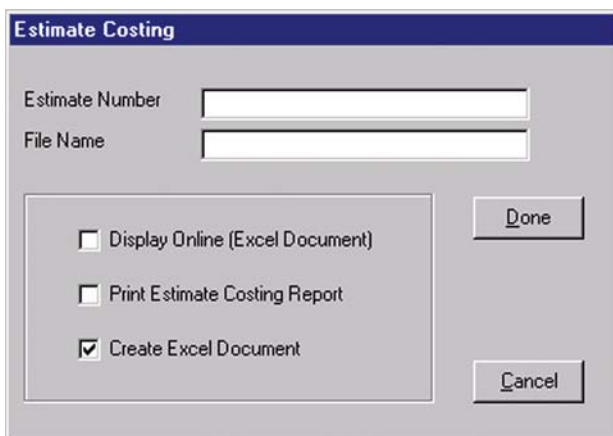 Estimate Costing
Estimate Number
File Name
Display Online (Excel Document)
Print Estimate Costing Report
Create Excel Document
Done
Cancel